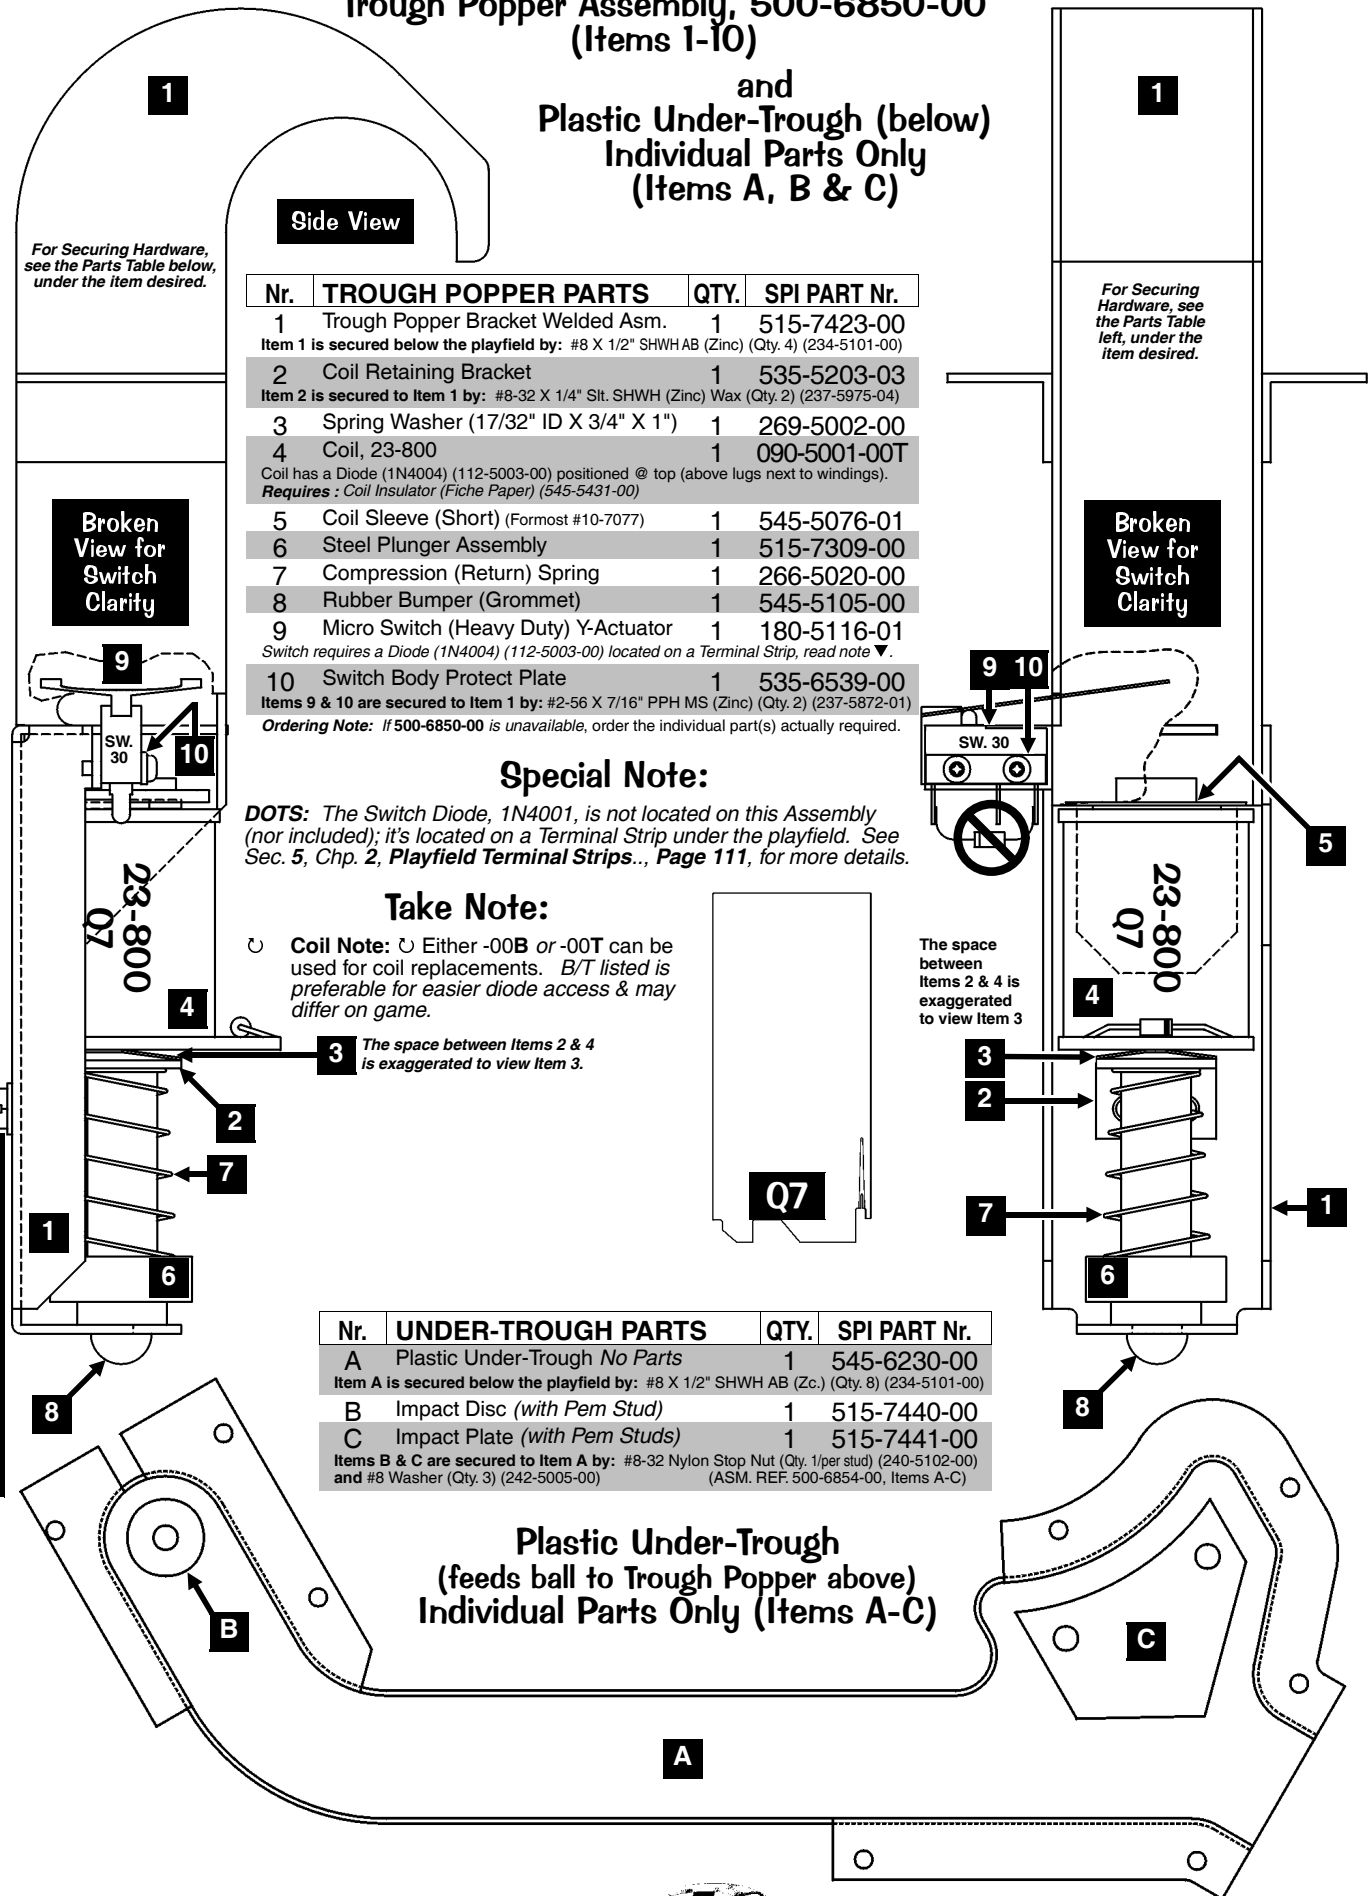 Trough Popper Assembly, 500-6850-00
(Items 1-10)
and
Plastic Under-Trough (below)
Individual Parts Only
(Items A, B & C)
1
1
Side View
For Securing Hardware,
see the Parts Table below,
under the item desired.
For Securing
Hardware, see
the Parts Table
left, under the
item desired.
Nr. TROUGH POPPER PARTS QTY. SPI PART Nr.
1 Trough Popper Bracket Welded Asm. 1 515-7423-00
Item 1 is secured below the playfield by: #8 X 1/2" SHWH AB (Zinc) (Qty. 4) (234-5101-00)
2 Coil Retaining Bracket 1 535-5203-03
Item 2 is secured to Item 1 by: #8-32 X 1/4" Slt. SHWH (Zinc) Wax (Qty. 2) (237-5975-04)
3 Spring Washer (17/32" ID X 3/4" X 1") 1 269-5002-00
4 Coil, 23-800 1 090-5001-00T
Coil has a Diode (1N4004) (112-5003-00) positioned @ top (above lugs next to windings).
Requires : Coil Insulator (Fiche Paper) (545-5431-00)
5 Coil Sleeve (Short) (Formost #10-7077) 1 545-5076-01
6 Steel Plunger Assembly 1 515-7309-00
7 Compression (Return) Spring 1 266-5020-00
8 Rubber Bumper (Grommet) 1 545-5105-00
9 Micro Switch (Heavy Duty) Y-Actuator 1 180-5116-01
Switch requires a Diode (1N4004) (112-5003-00) located on a Terminal Strip, read note ▼.
10 Switch Body Protect Plate 1 535-6539-00
Items 9 & 10 are secured to Item 1 by: #2-56 X 7/16" PPH MS (Zinc) (Qty. 2) (237-5872-01)
Ordering Note: If 500-6850-00 is unavailable, order the individual part(s) actually required.
Broken
View for
Switch
Clarity
Broken
View for
Switch
Clarity
9
SW.
30
10
9 10
SW. 30
5
Special Note:
DOTS: The Switch Diode, 1N4001, is not located on this Assembly
(nor included); it's located on a Terminal Strip under the playfield. See
Sec. 5, Chp. 2, Playfield Terminal Strips.., Page 111, for more details.
Take Note:
↻ Coil Note: ↻ Either -00B or -00T can be
used for coil replacements. B/T listed is
preferable for easier diode access & may
differ on game.
23-800
Q7
4
23-800
Q7
4
The space
between
Items 2 & 4 is
exaggerated
to view Item 3
3 The space between Items 2 & 4
is exaggerated to view Item 3.
2
7
1
6
8
Q7
3
2
7
1
6
8
Nr. UNDER-TROUGH PARTS QTY. SPI PART Nr.
A Plastic Under-Trough No Parts 1 545-6230-00
Item A is secured below the playfield by: #8 X 1/2" SHWH AB (Zc.) (Qty. 8) (234-5101-00)
B Impact Disc (with Pem Stud) 1 515-7440-00
C Impact Plate (with Pem Studs) 1 515-7441-00
Items B & C are secured to Item A by: #8-32 Nylon Stop Nut (Qty. 1/per stud) (240-5102-00)
and #8 Washer (Qty. 3) (242-5005-00) (ASM. REF. 500-6854-00, Items A-C)
Plastic Under-Trough
(feeds ball to Trough Popper above)
Individual Parts Only (Items A-C)
B
C
A